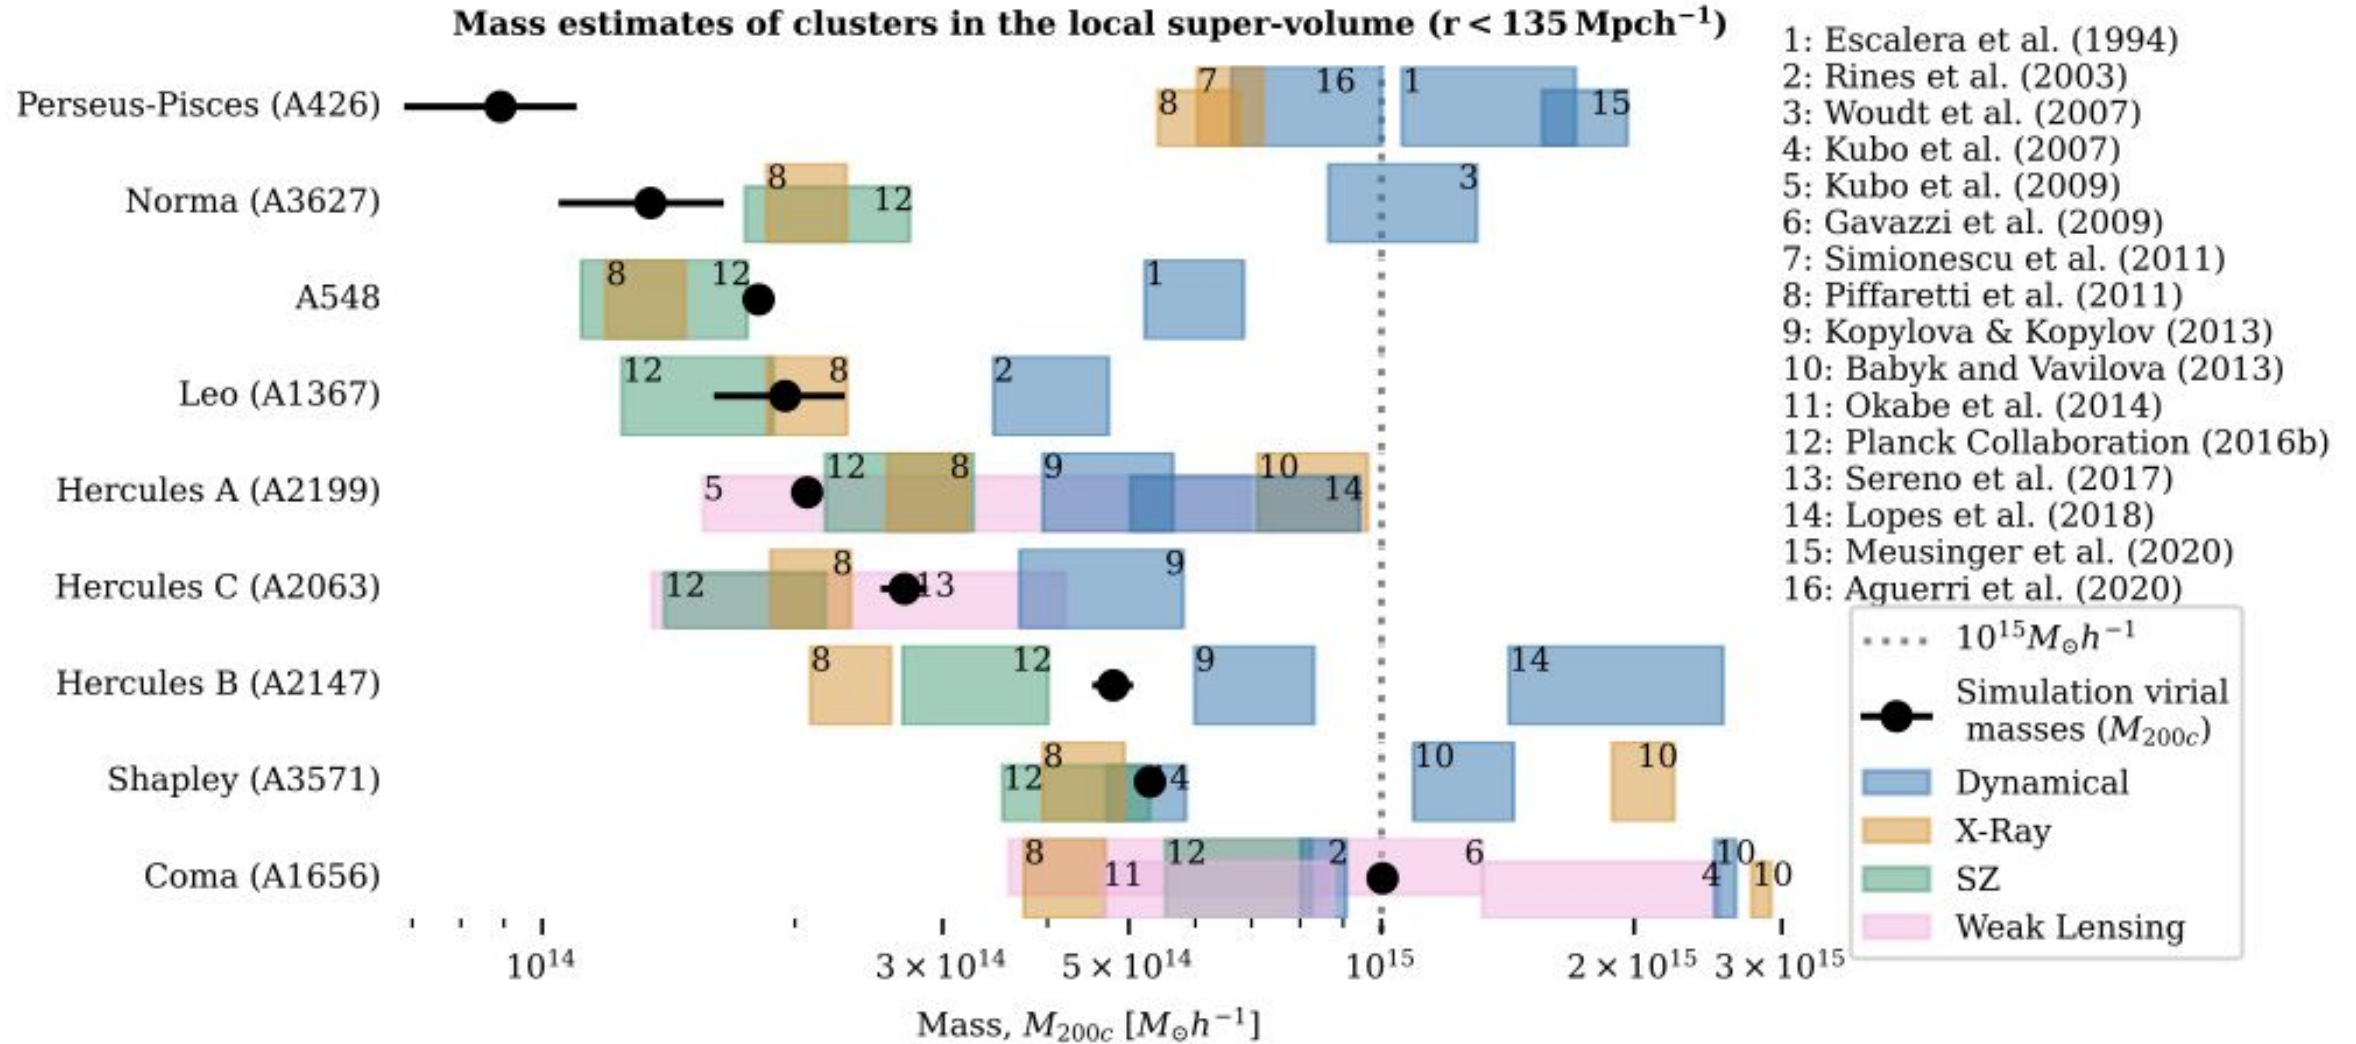 Mass estimates of clusters in the local super-volume (r < 135 Mpch⁻¹)
Perseus-Pisces (A426)
8 7 16 1 15
Norma (A3627)
8 12 3
A548
8 12 1
Leo (A1367)
12 8 2
Hercules A (A2199)
5 12 8 9 10 14
Hercules C (A2063)
12 8 13 9
Hercules B (A2147)
8 12 9 14
Shapley (A3571)
12 8 4 10 10
Coma (A1656)
8 11 12 2 6 4 10 10
10¹⁴ 3 × 10¹⁴ 5 × 10¹⁴ 10¹⁵ 2 × 10¹⁵ 3 × 10¹⁵
Mass, M₂₀₀c [M⊙h⁻¹]
1: Escalera et al. (1994)
2: Rines et al. (2003)
3: Woudt et al. (2007)
4: Kubo et al. (2007)
5: Kubo et al. (2009)
6: Gavazzi et al. (2009)
7: Simionescu et al. (2011)
8: Piffaretti et al. (2011)
9: Kopylova & Kopylov (2013)
10: Babyk and Vavilova (2013)
11: Okabe et al. (2014)
12: Planck Collaboration (2016b)
13: Sereno et al. (2017)
14: Lopes et al. (2018)
15: Meusinger et al. (2020)
16: Aguerri et al. (2020)
10¹⁵M⊙h⁻¹
Simulation virial
masses (M₂₀₀c)
Dynamical
X-Ray
SZ
Weak Lensing